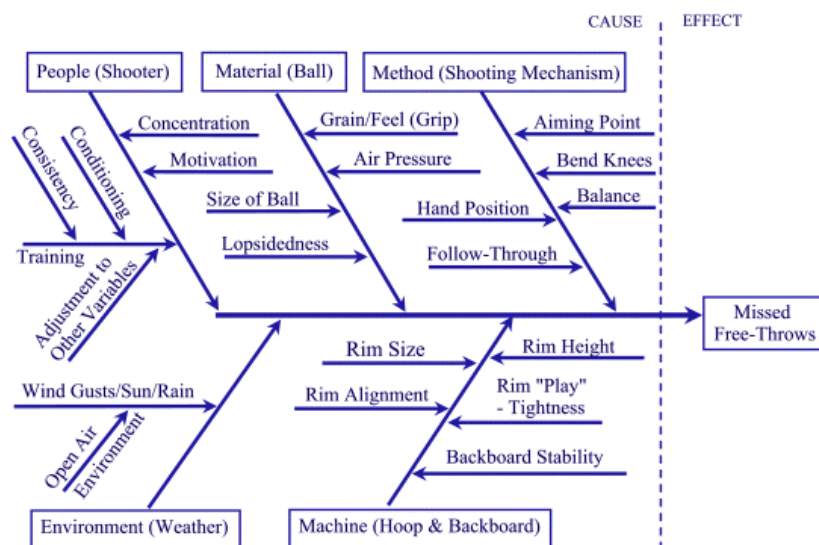 CAUSE
EFFECT
People (Shooter)
Material (Ball)
Method (Shooting Mechanism)
Concentration
Motivation
Consistency
Conditioning
Training
Adjustment to
Other Variables
Grain/Feel (Grip)
Air Pressure
Size of Ball
Lopsidedness
Aiming Point
Bend Knees
Balance
Hand Position
Follow-Through
Missed
Free-Throws
Wind Gusts/Sun/Rain
Open Air
Environment
Rim Size
Rim Height
Rim Alignment
Rim "Play"
- Tightness
Backboard Stability
Environment (Weather)
Machine (Hoop & Backboard)